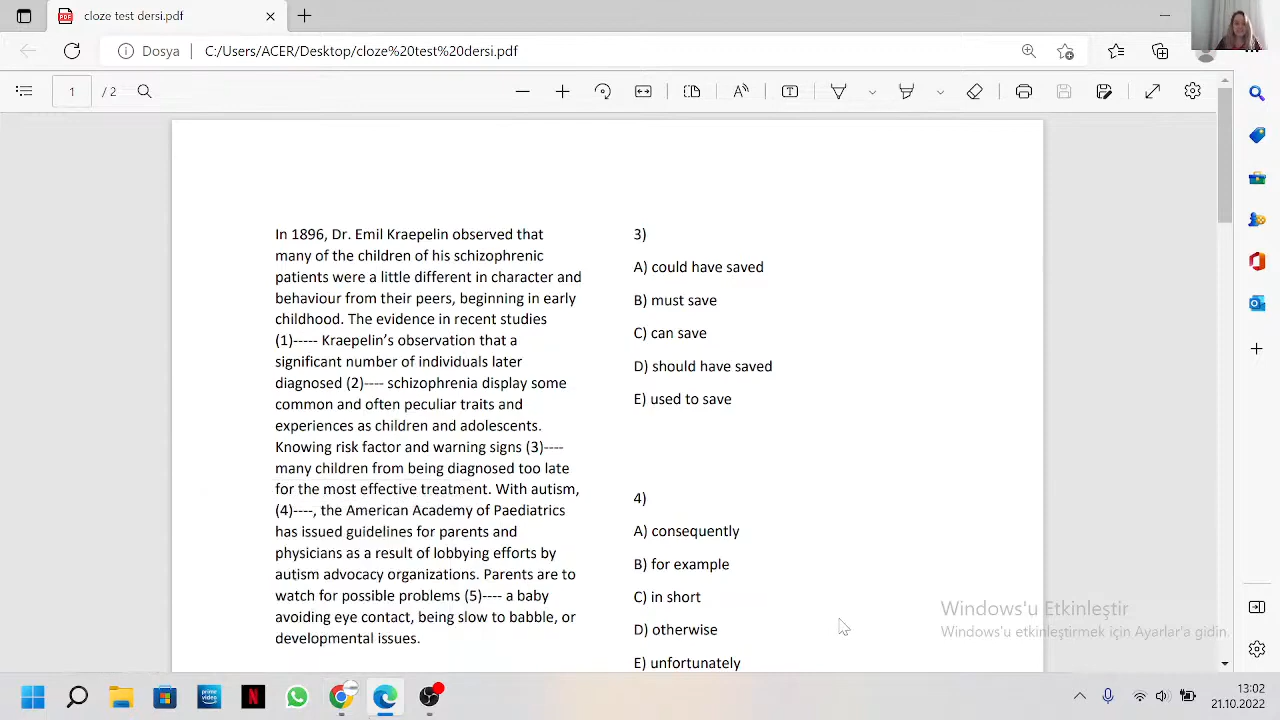 cloze test dersi.pdf
Dosya C:/Users/ACER/Desktop/cloze%20test%20dersi.pdf
1 / 2
In 1896, Dr. Emil Kraepelin observed that
many of the children of his schizophrenic
patients were a little different in character and
behaviour from their peers, beginning in early
childhood. The evidence in recent studies
(1)----- Kraepelin’s observation that a
significant number of individuals later
diagnosed (2)---- schizophrenia display some
common and often peculiar traits and
experiences as children and adolescents.
Knowing risk factor and warning signs (3)----
many children from being diagnosed too late
for the most effective treatment. With autism,
(4)----, the American Academy of Paediatrics
has issued guidelines for parents and
physicians as a result of lobbying efforts by
autism advocacy organizations. Parents are to
watch for possible problems (5)---- a baby
avoiding eye contact, being slow to babble, or
developmental issues.
3)
A) could have saved
B) must save
C) can save
D) should have saved
E) used to save
4)
A) consequently
B) for example
C) in short
D) otherwise
E) unfortunately
Windows'u Etkinleştir
Windows'u etkinleştirmek için Ayarlar'a gidin.
prime video
N
13:02
21.10.2022